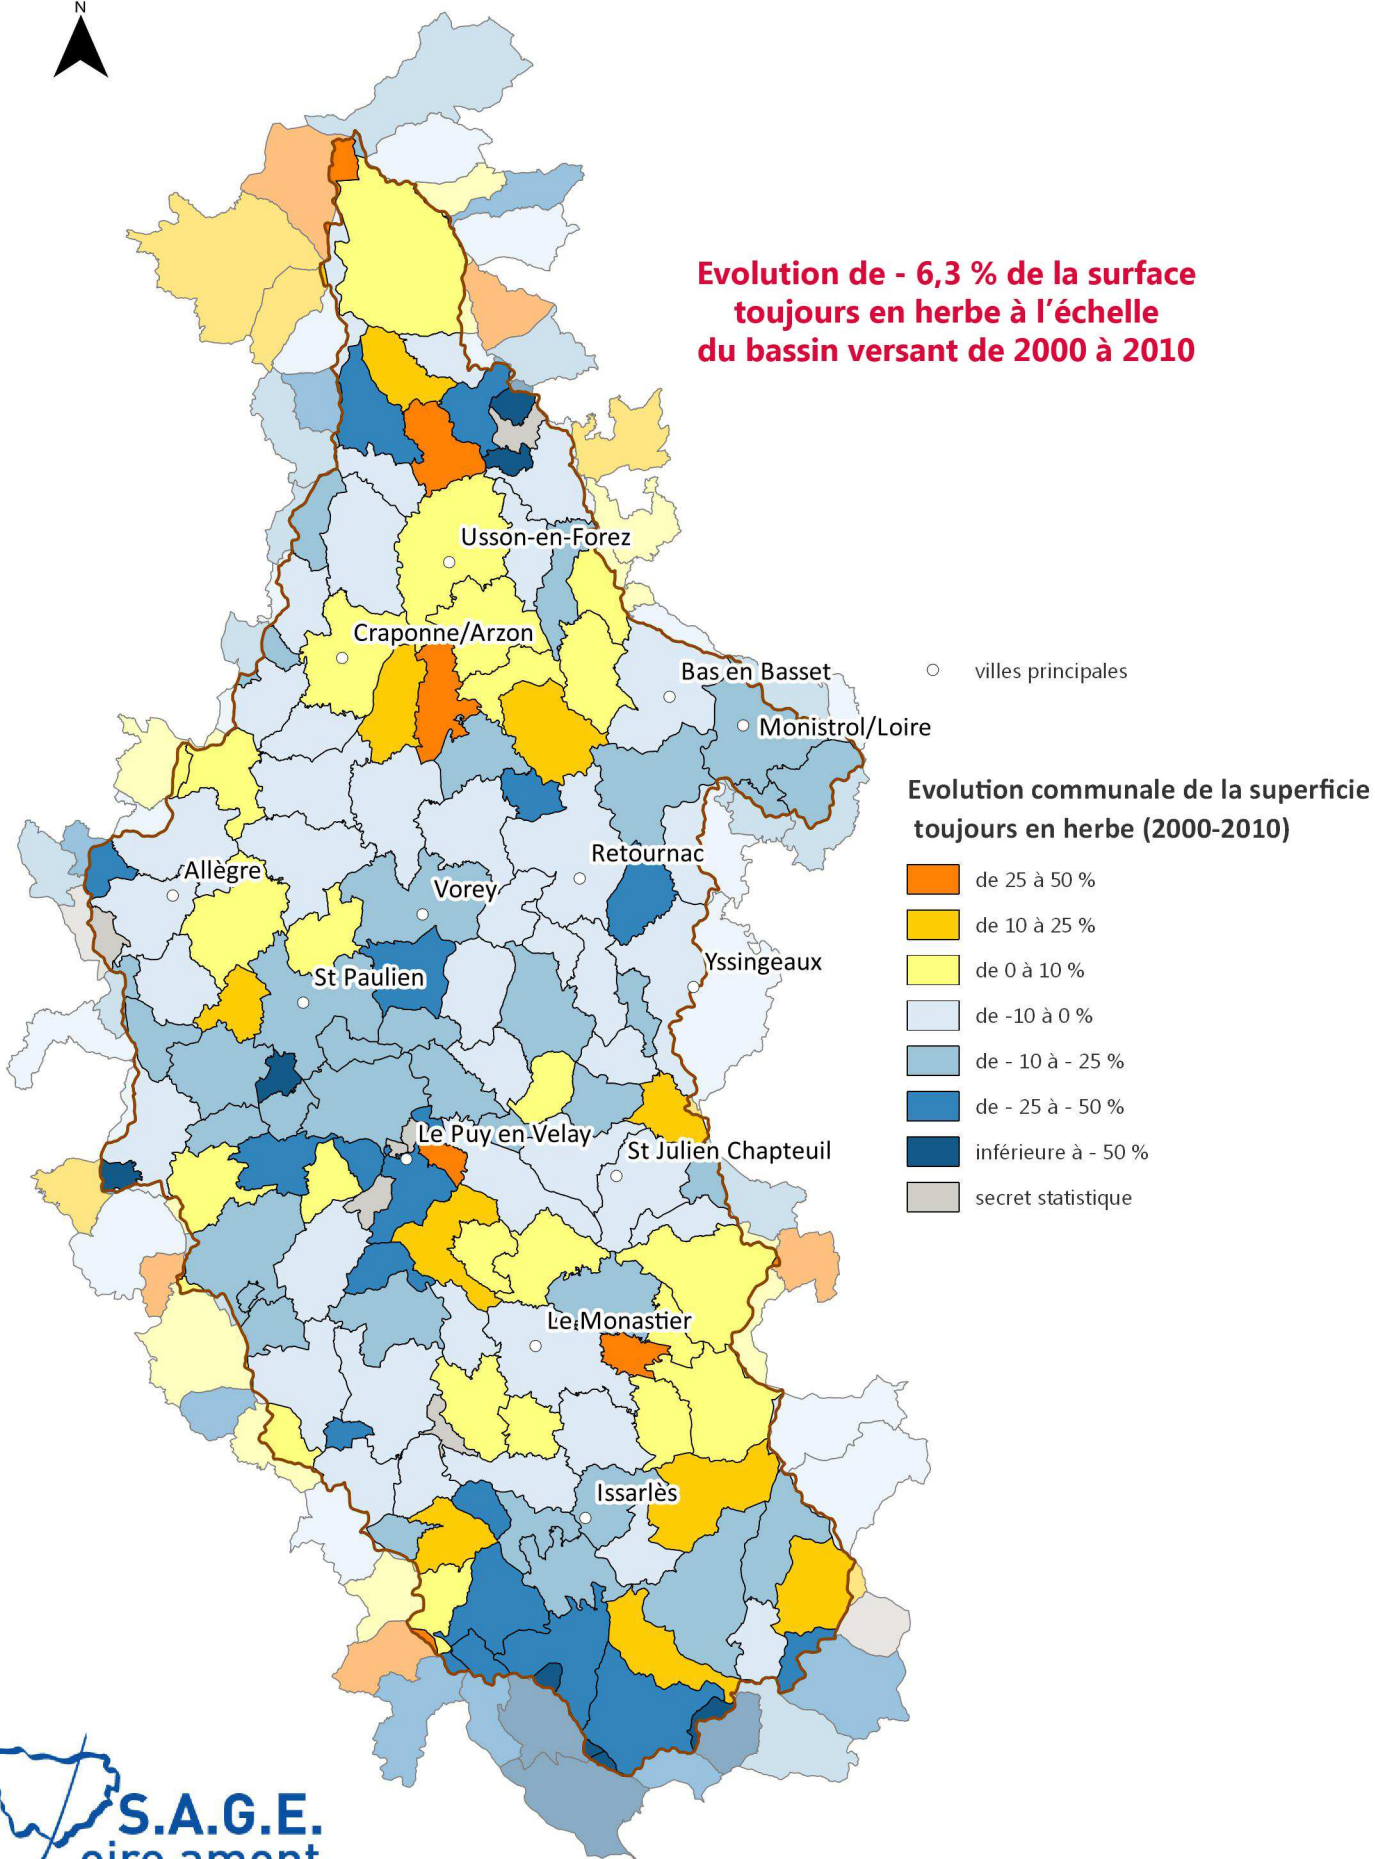 N
Evolution de - 6,3 % de la surface
toujours en herbe à l'échelle
du bassin versant de 2000 à 2010
Usson-en-Forez
Craponne/Arzon
Bas en Basset
villes principales
Monistrol/Loire
Evolution communale de la superficie
toujours en herbe (2000-2010)
Retournac
Allègre
Vorey
de 25 à 50 %
de 10 à 25 %
Yssingeaux
St Paulien
de 0 à 10 %
de -10 à 0 %
de - 10 à - 25 %
de - 25 à - 50 %
Le Puy en Velay
St Julien Chapteuil
inférieure à - 50 %
secret statistique
Le Monastier
Issarlès
S.A.G.E.
oire amont